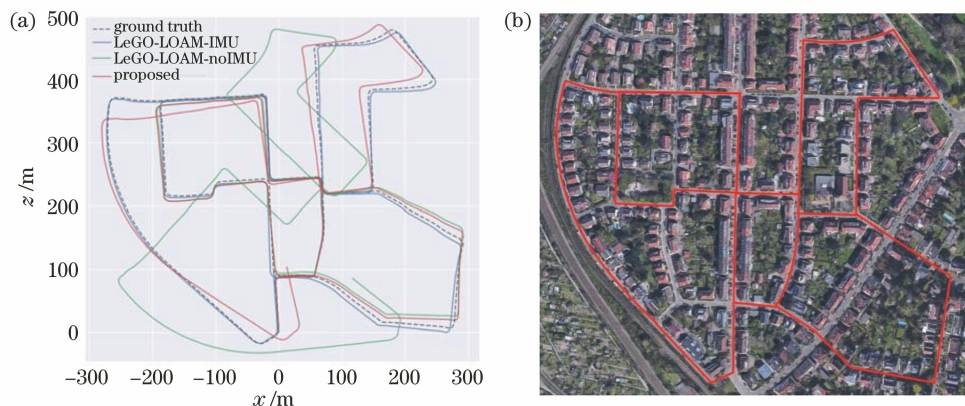 (a)
(b)
500
400
300
200
100
0
z /m
ground truth
LeGO-LOAM-IMU
LeGO-LOAM-noIMU
proposed
−300
−200
−100
0
100
200
300
x /m